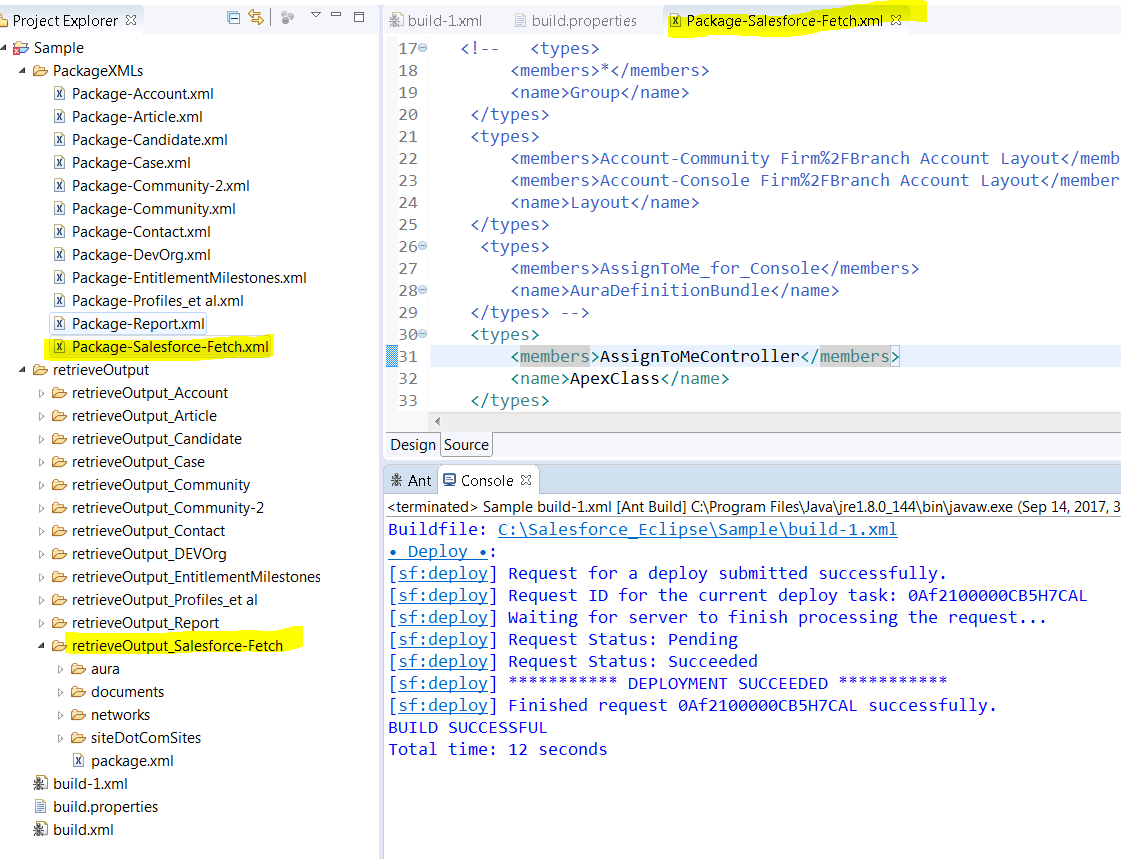 Project Explorer
Sample
PackageXMLs
Package-Account.xml
Package-Article.xml
Package-Candidate.xml
Package-Case.xml
Package-Community-2.xml
Package-Community.xml
Package-Contact.xml
Package-DevOrg.xml
Package-EntitlementMilestones.xml
Package-Profiles_et al.xml
Package-Report.xml
Package-Salesforce-Fetch.xml
retrieveOutput
retrieveOutput_Account
retrieveOutput_Article
retrieveOutput_Candidate
retrieveOutput_Case
retrieveOutput_Community
retrieveOutput_Community-2
retrieveOutput_Contact
retrieveOutput_DEVOrg
retrieveOutput_EntitlementMilestones
retrieveOutput_Profiles_et al
retrieveOutput_Report
retrieveOutput_Salesforce-Fetch
aura
documents
networks
siteDotComSites
package.xml
build-1.xml
build.properties
build.xml
build-1.xml build.properties Package-Salesforce-Fetch.xml
17 <!-- <types>
18 <members>*</members>
19 <name>Group</name>
20 </types>
21 <types>
22 <members>Account-Community Firm%2FBranch Account Layout</memb
23 <members>Account-Console Firm%2FBranch Account Layout</member
24 <name>Layout</name>
25 </types>
26 <types>
27 <members>AssignToMe_for_Console</members>
28 <name>AuraDefinitionBundle</name>
29 </types> -->
30 <types>
31 <members>AssignToMeController</members>
32 <name>ApexClass</name>
33 </types>
Design Source
Ant Console
<terminated> Sample build-1.xml [Ant Build] C:\Program Files\Java\jre1.8.0_144\bin\javaw.exe (Sep 14, 2017, 3
Buildfile: C:\Salesforce_Eclipse\Sample\build-1.xml
• Deploy •:
[sf:deploy] Request for a deploy submitted successfully.
[sf:deploy] Request ID for the current deploy task: 0Af2100000CB5H7CAL
[sf:deploy] Waiting for server to finish processing the request...
[sf:deploy] Request Status: Pending
[sf:deploy] Request Status: Succeeded
[sf:deploy] *********** DEPLOYMENT SUCCEEDED ***********
[sf:deploy] Finished request 0Af2100000CB5H7CAL successfully.
BUILD SUCCESSFUL
Total time: 12 seconds